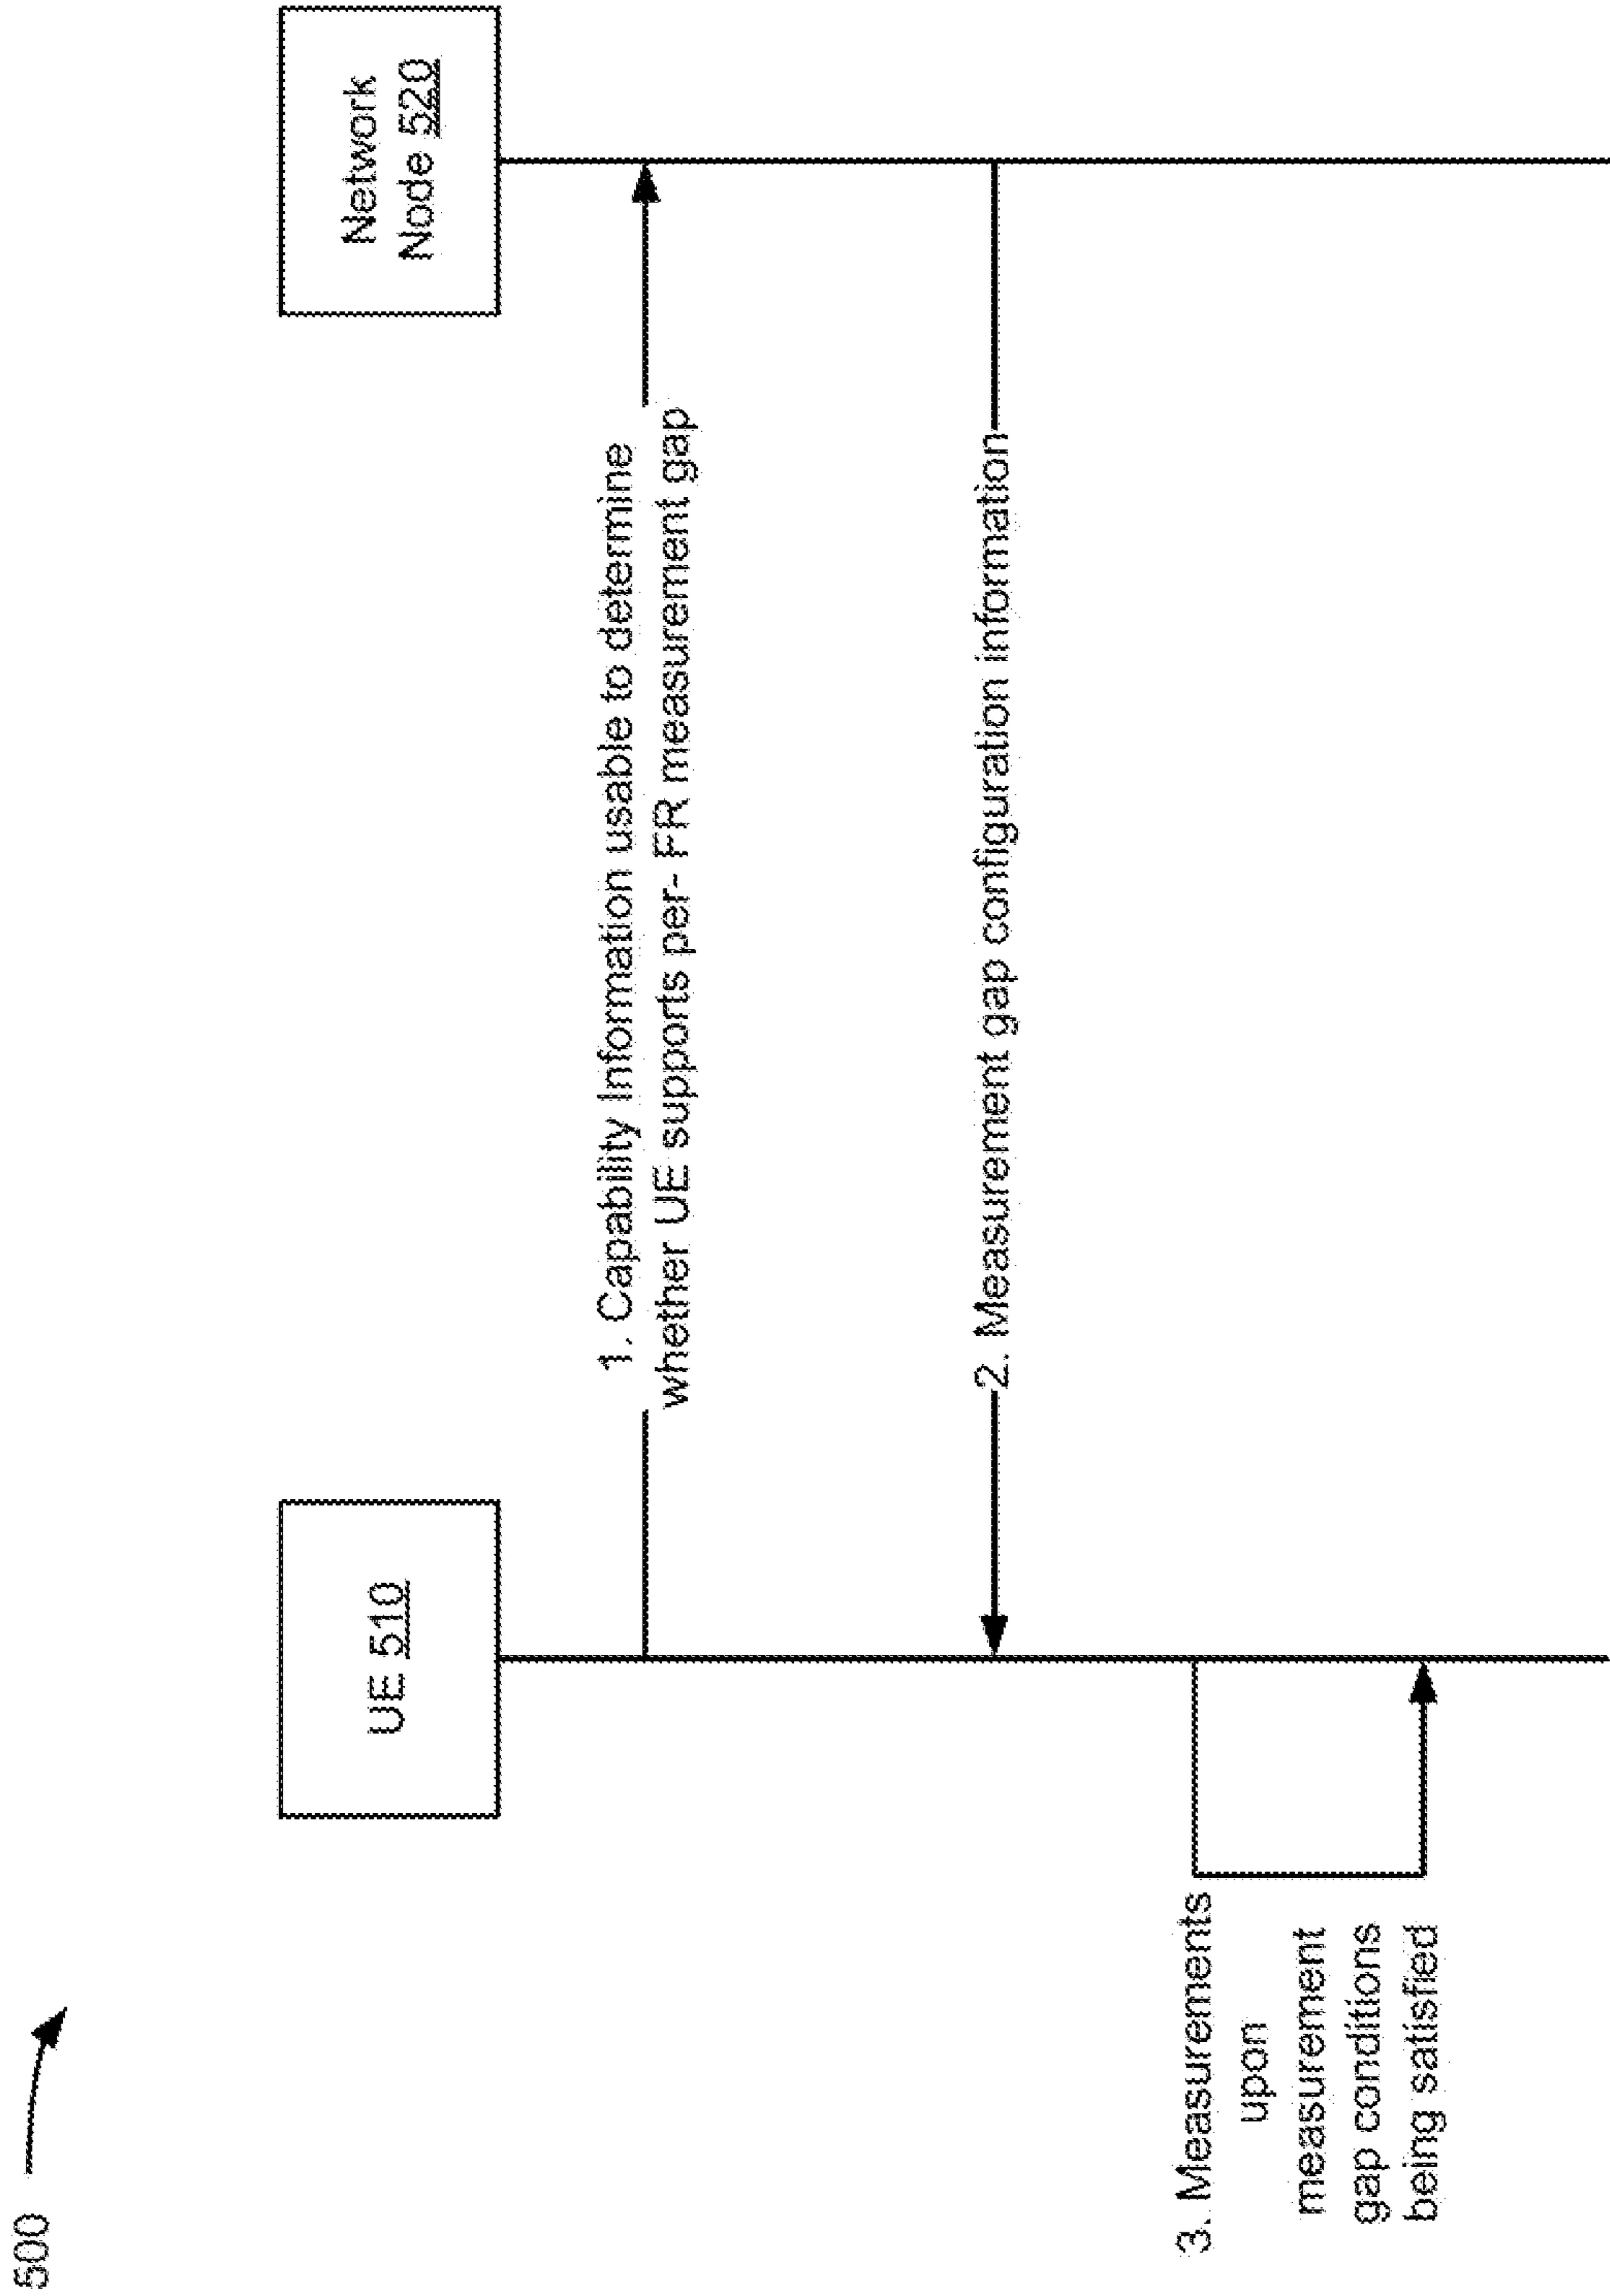 500
UE 510
Network
Node 520
1. Capability Information usable to determine
whether UE supports per- FR measurement gap
2. Measurement gap configuration information
3. Measurements
upon
measurement
gap conditions
being satisfied